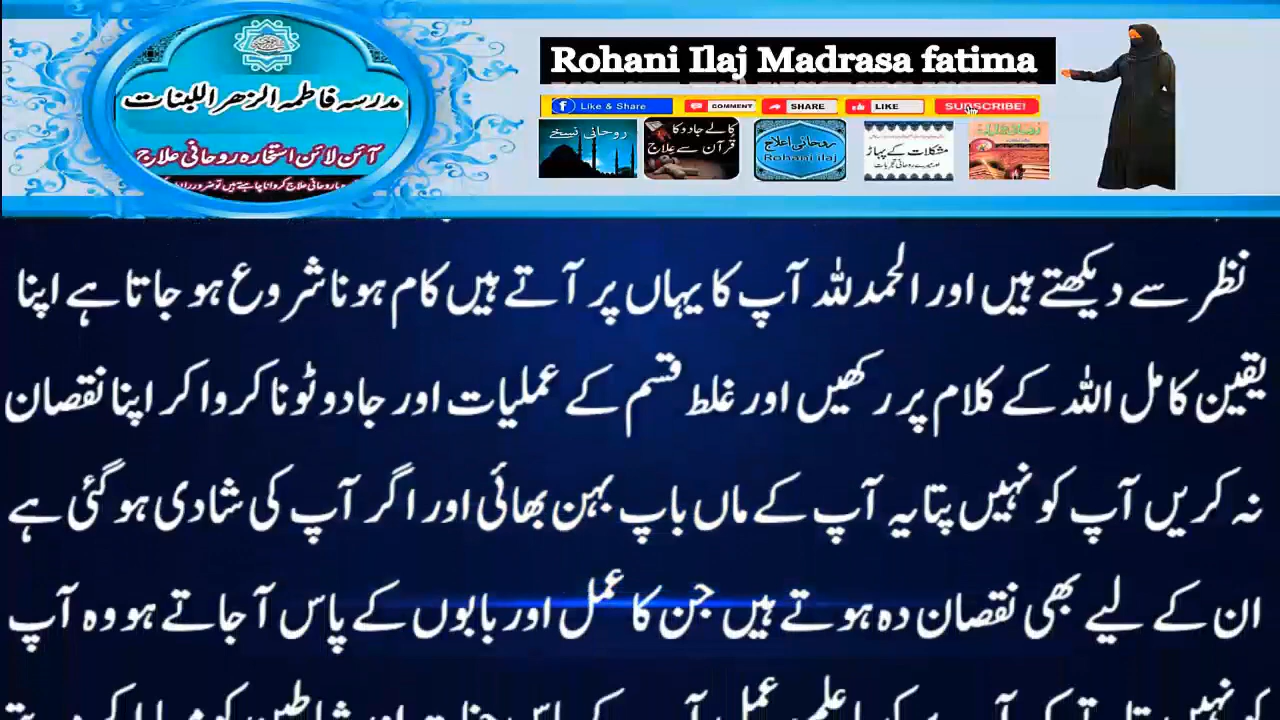 مدرسہ فاطمہ الزھرا للبنات
آئن لائن استخارہ روحانی علاج
Rohani Ilaj Madrasa fatima
Like & Share
COMMENT
SHARE
LIKE
SUBSCRIBE!
روحانی نسخے
کالے جادو کا
قرآن سے علاج
روحانی علاج
Rohani ilaj
مشکلات کے پہاڑ
نظر سے دیکھتے ہیں اور الحمدللہ آپ کا یہاں پر آتے ہیں کام ہونا شروع ہو جاتا ہے اپنا
یقین کامل اللہ کے کلام پر رکھیں اور غلط قسم کے عملیات اور جادو ٹونا کروا کر اپنا نقصان
نہ کریں آپ کو نہیں پتا یہ آپ کے ماں باپ بہن بھائی اور اگر آپ کی شادی ہو گئی ہے
ان کے لیے بھی نقصان دہ ہوتے ہیں جن کا عمل اور بابوں کے پاس آ جاتے ہو وہ آپ